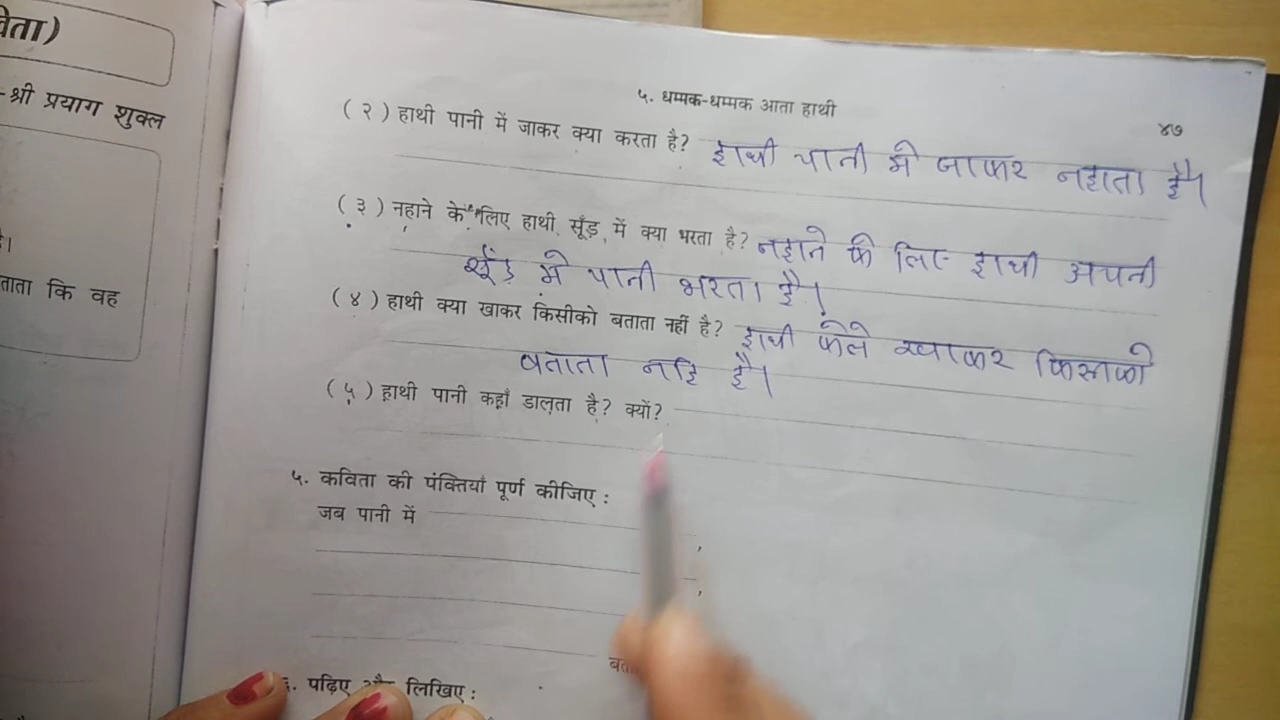 वेता)
-श्री प्रयाग शुक्ल
है।
ताता कि वह
५. धम्मक-धम्मक आता हाथी
४७
(२) हाथी पानी में जाकर क्या करता है? हाथी पानी मे जाकर नहाता है।
(३) नहाने के लिए हाथी सूँड़ में क्या भरता है? नहाने के लिए हाथी अपनी
सूँड़ मे पानी भरता है।
(४) हाथी क्या खाकर किसीको बताता नहीं है? हाथी केले खाकर किसीको
बताता नहि है।
(५) हाथी पानी कहाँ डालता है? क्यों?
५. कविता की पंक्तियाँ पूर्ण कीजिए :
जब पानी में
,
,
६. पढ़िए और लिखिए :